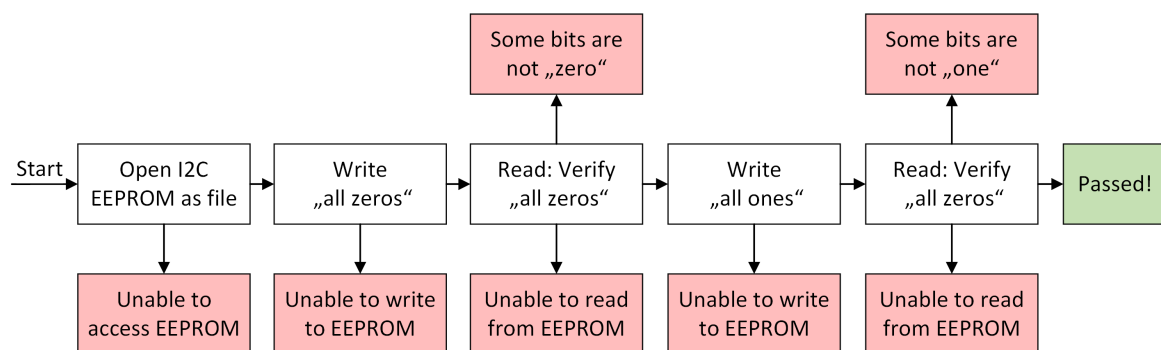 Some bits are
not „zero“
Some bits are
not „one“
Start
Open I2C
EEPROM as file
Write
„all zeros“
Read: Verify
„all zeros“
Write
„all ones“
Read: Verify
„all zeros“
Passed!
Unable to
access EEPROM
Unable to write
to EEPROM
Unable to read
from EEPROM
Unable to write
to EEPROM
Unable to read
from EEPROM